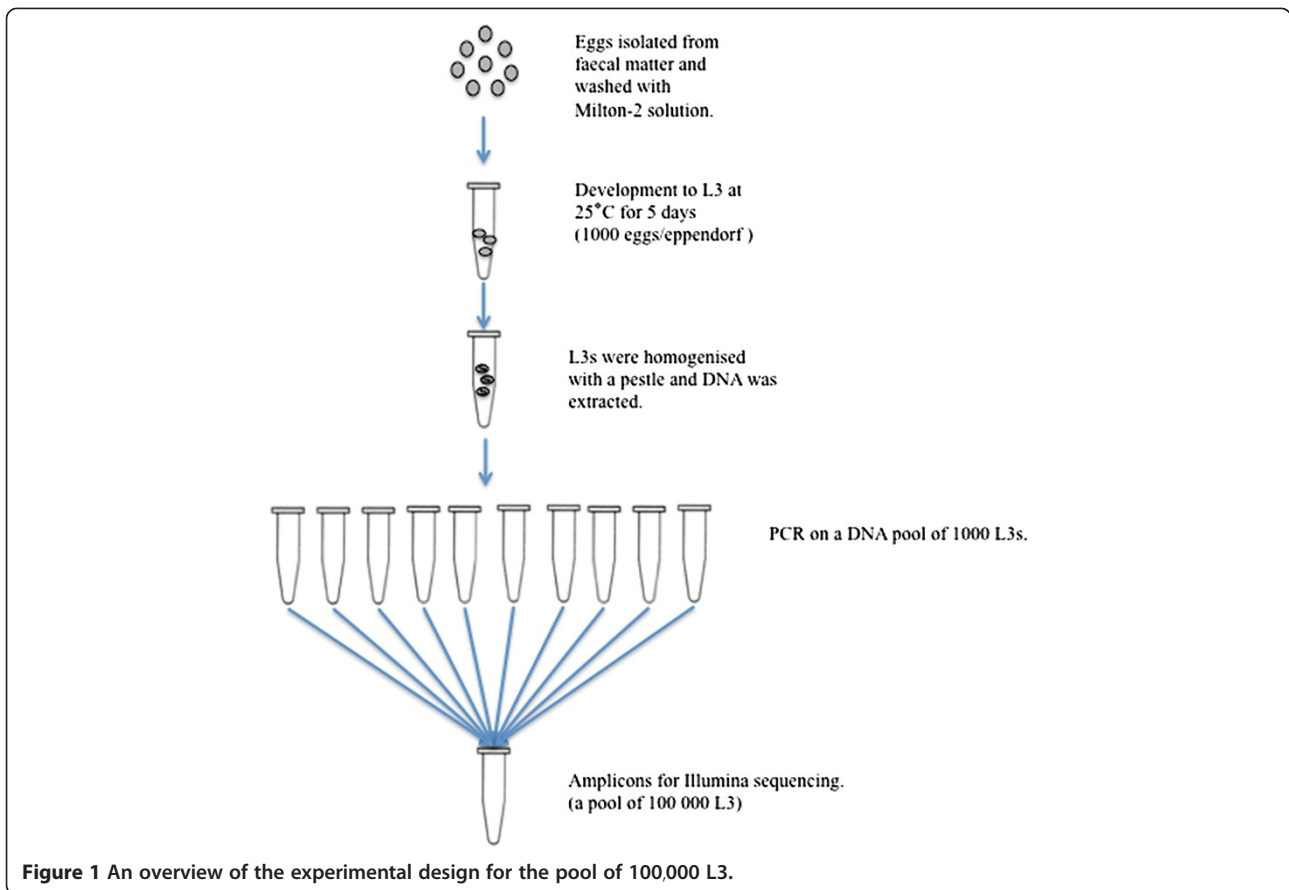 Eggs isolated from
faecal matter and
washed with
Milton-2 solution.
Development to L3 at
25°C for 5 days
(1000 eggs/eppendorf )
L3s were homogenised
with a pestle and DNA was
extracted.
PCR on a DNA pool of 1000 L3s.
Amplicons for Illumina sequencing.
(a pool of 100 000 L3)
Figure 1 An overview of the experimental design for the pool of 100,000 L3.